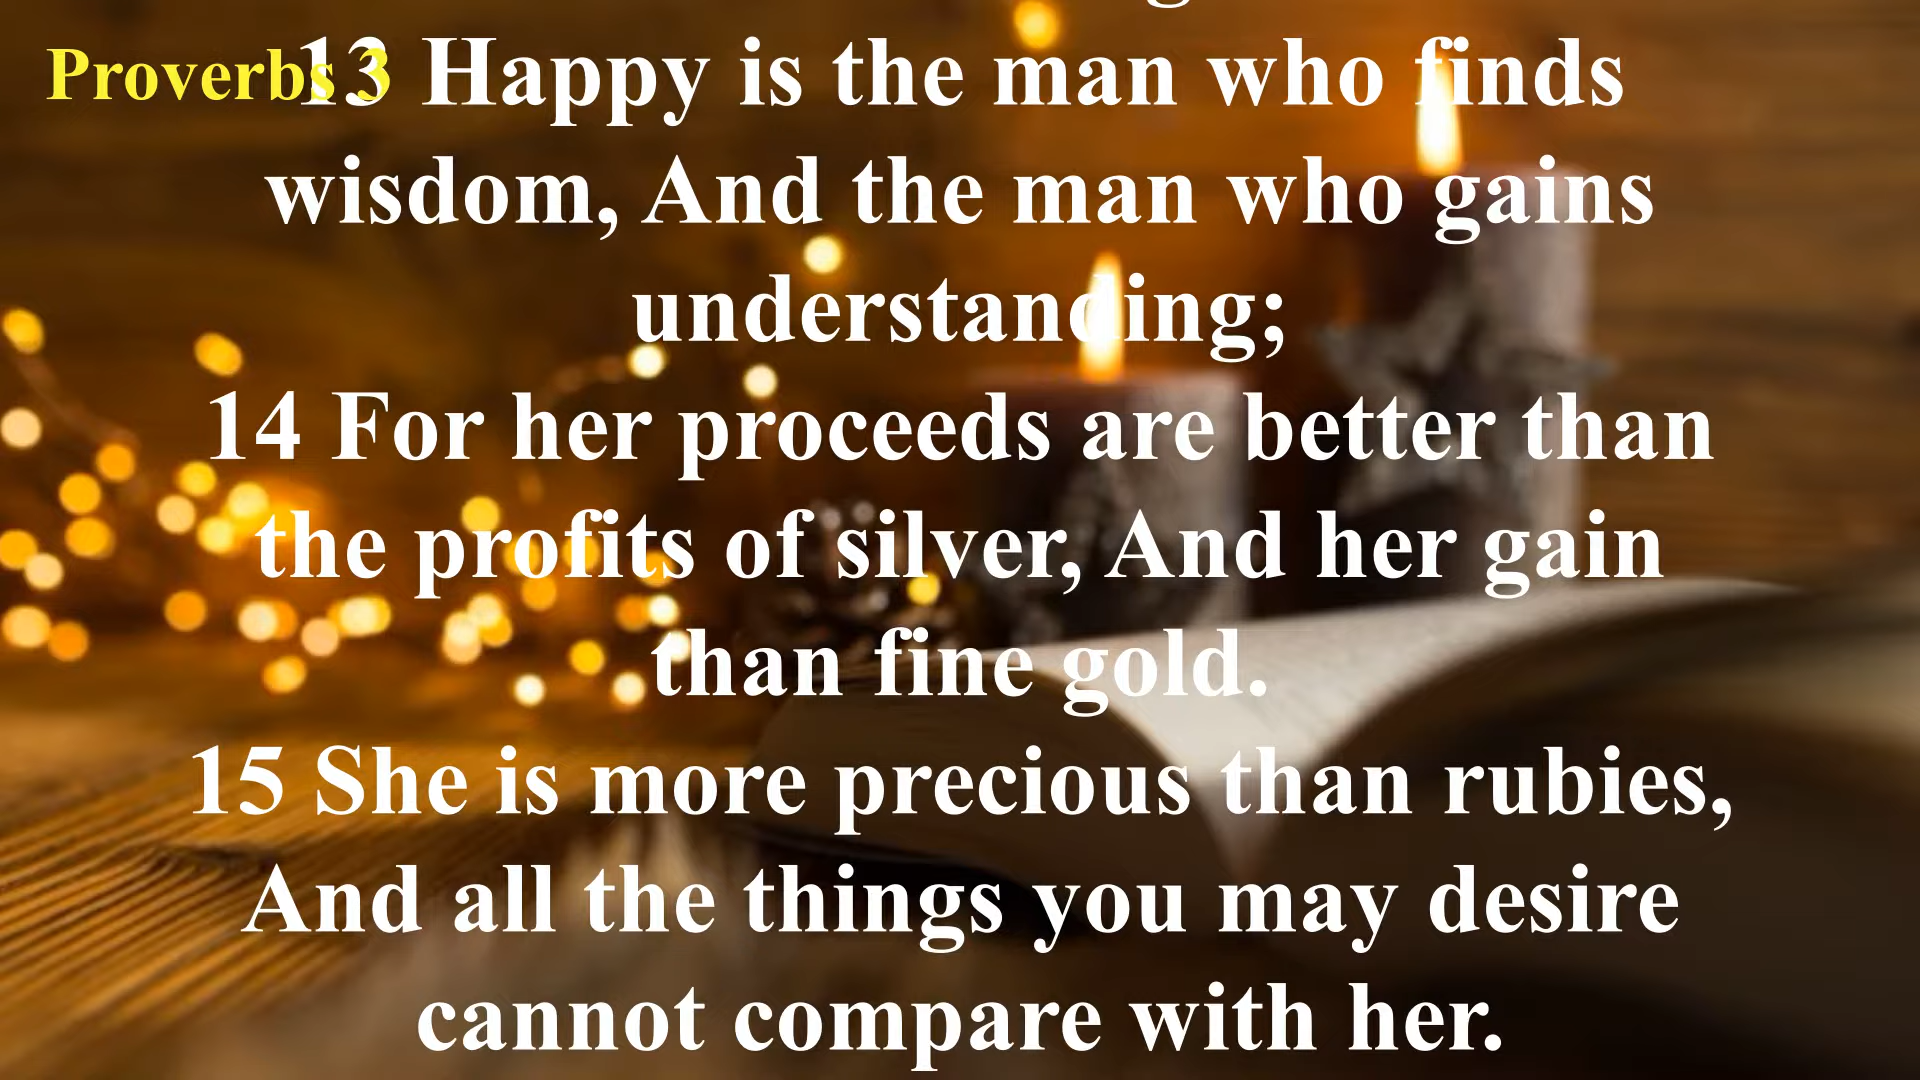 Proverbs 3
13 Happy is the man who finds
wisdom, And the man who gains
understanding;
14 For her proceeds are better than
the profits of silver, And her gain
than fine gold.
15 She is more precious than rubies,
And all the things you may desire
cannot compare with her.